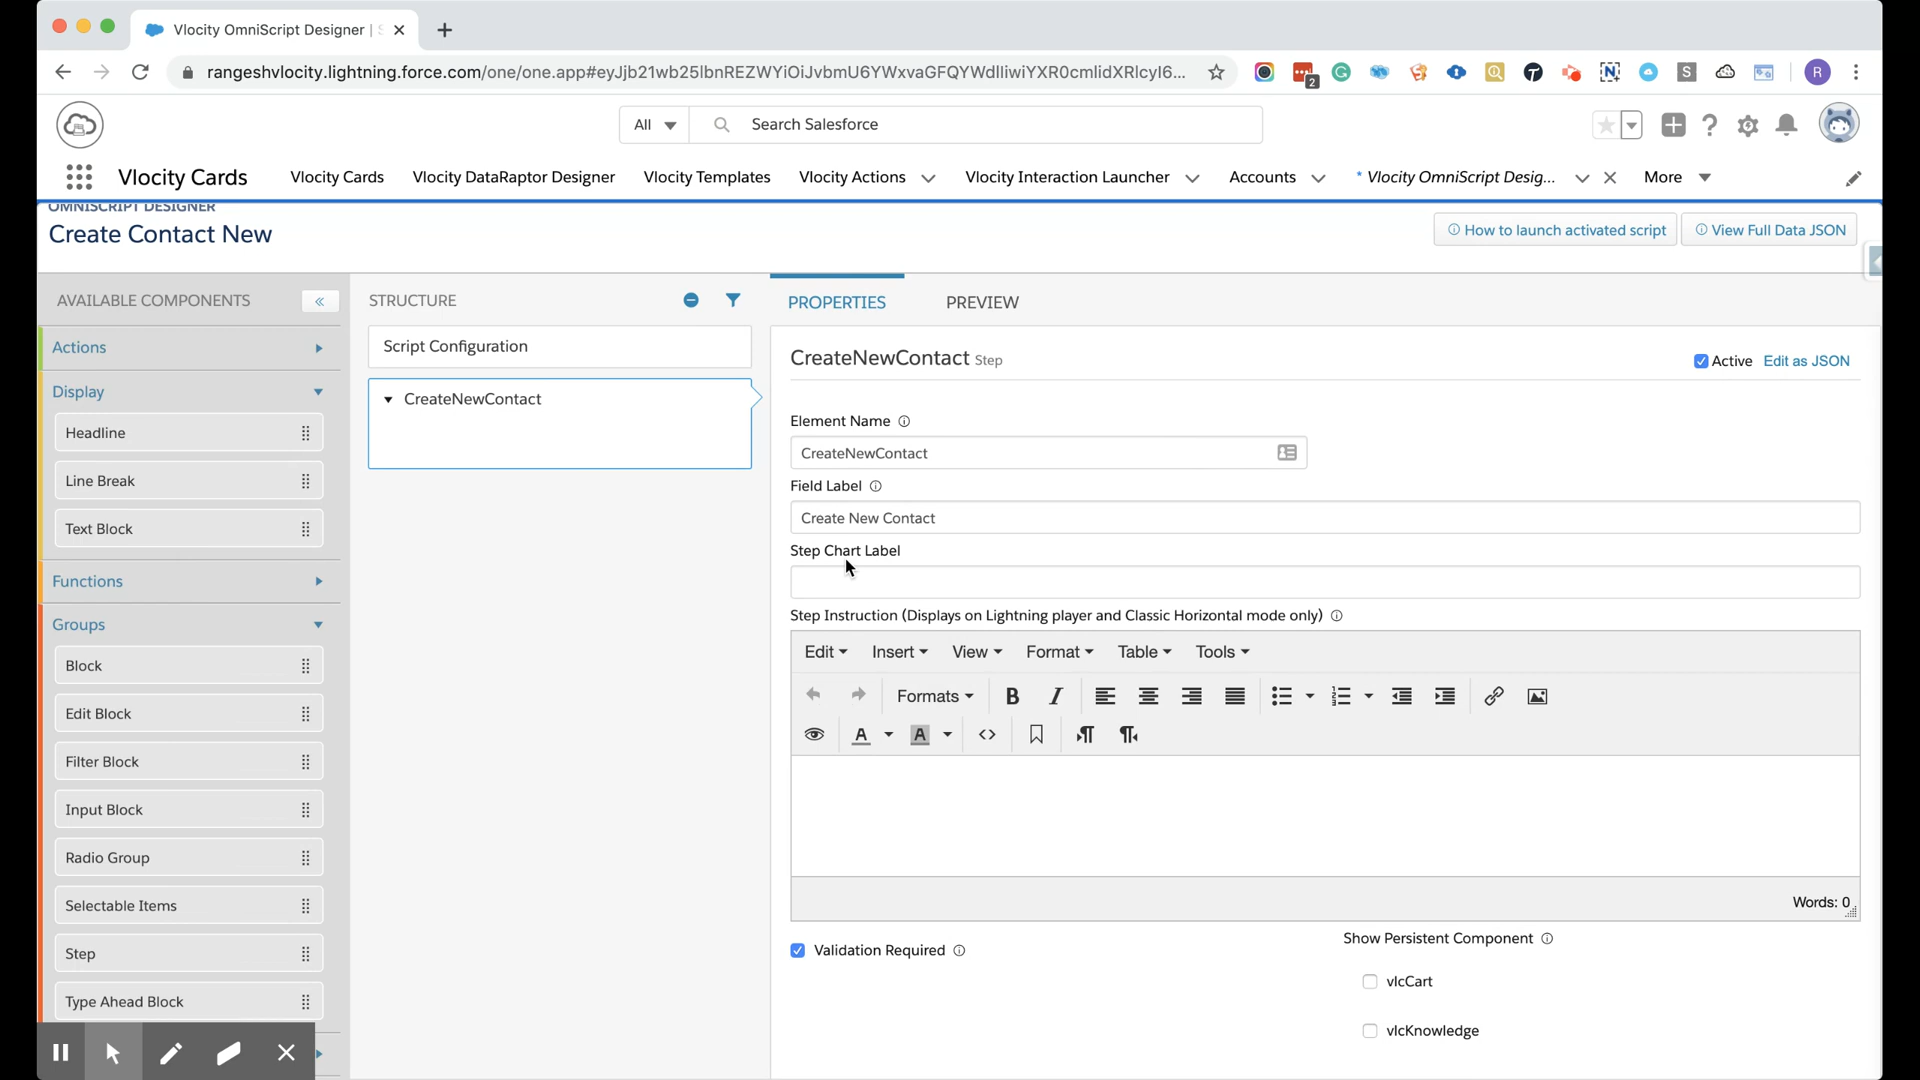 Vlocity OmniScript Designer | S
rangeshvlocity.lightning.force.com/one/one.app#eyJjb21wb25lbnREZWYiOiJvbmU6YWxvaGFQYWdlIiwiYXR0cmlidXRlcyI6...
2
T
N
S
R
All
Search Salesforce
Vlocity Cards
Vlocity Cards
Vlocity DataRaptor Designer
Vlocity Templates
Vlocity Actions
Vlocity Interaction Launcher
Accounts
* Vlocity OmniScript Desig...
More
OMNISCRIPT DESIGNER
Create Contact New
How to launch activated script
View Full Data JSON
AVAILABLE COMPONENTS
STRUCTURE
PROPERTIES
PREVIEW
Actions
Display
Headline
Line Break
Text Block
Functions
Groups
Block
Edit Block
Filter Block
Input Block
Radio Group
Selectable Items
Step
Type Ahead Block
Script Configuration
CreateNewContact
CreateNewContact Step
Active
Edit as JSON
Element Name
CreateNewContact
Field Label
Create New Contact
Step Chart Label
Step Instruction (Displays on Lightning player and Classic Horizontal mode only)
Edit
Insert
View
Format
Table
Tools
Formats
B
I
A
A
Words: 0
Validation Required
Show Persistent Component
vlcCart
vlcKnowledge